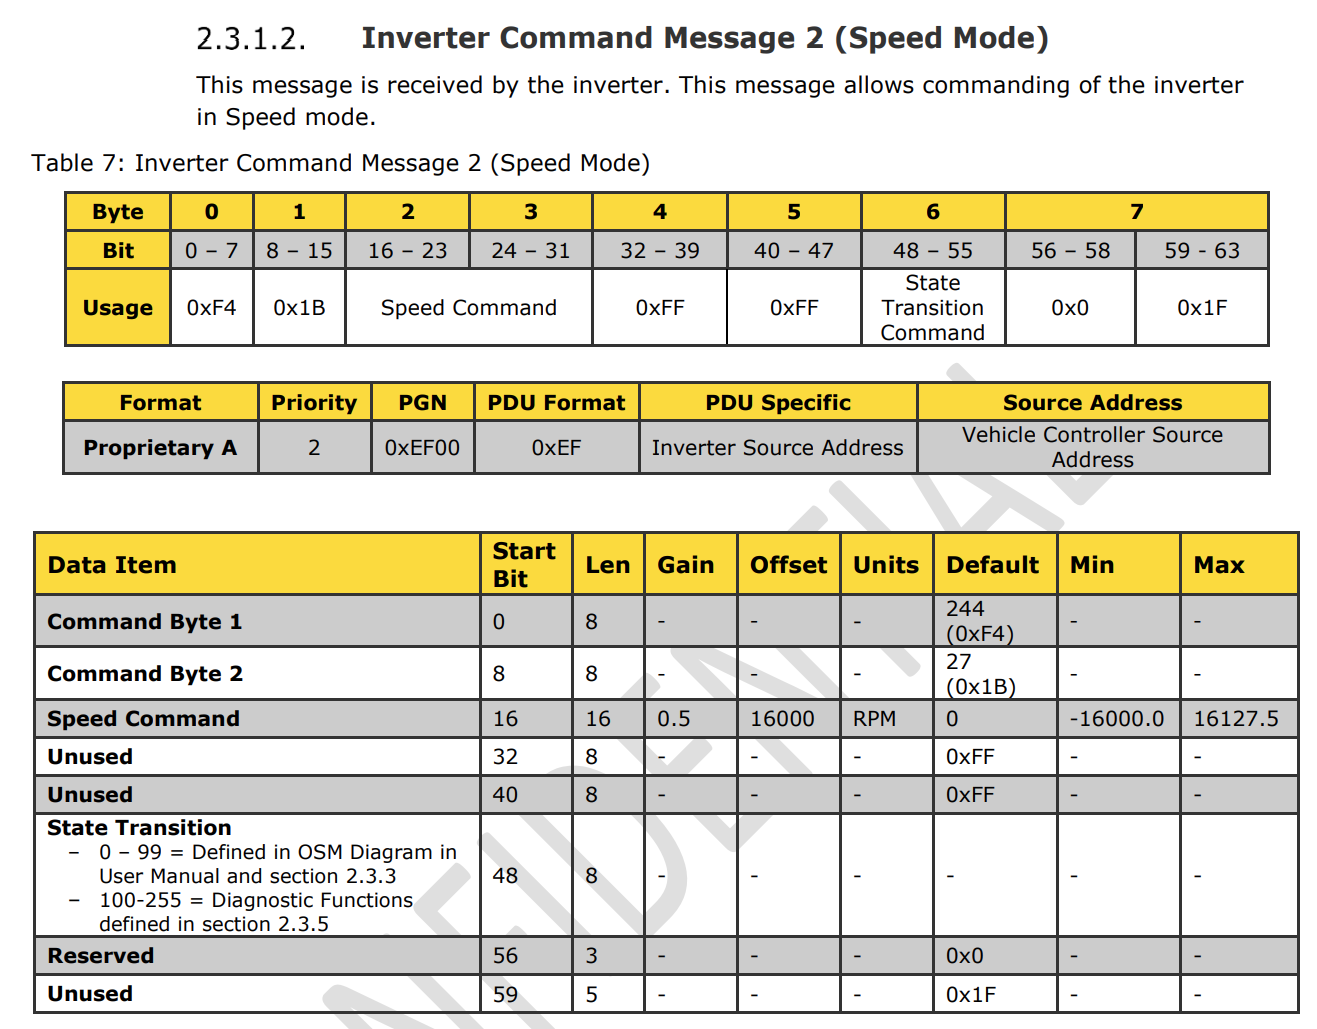 2.3.1.2. Inverter Command Message 2 (Speed Mode)
This message is received by the inverter. This message allows commanding of the inverter
in Speed mode.
Table 7: Inverter Command Message 2 (Speed Mode)
Byte 0 1 2 3 4 5 6 7
Bit 0 – 7 8 – 15 16 – 23 24 – 31 32 – 39 40 – 47 48 – 55 56 – 58 59 - 63
Usage 0xF4 0x1B Speed Command 0xFF 0xFF State
Transition
Command 0x0 0x1F
Format Priority PGN PDU Format PDU Specific Source Address
Proprietary A 2 0xEF00 0xEF Inverter Source Address Vehicle Controller Source
Address
Data Item Start
Bit Len Gain Offset Units Default Min Max
Command Byte 1 0 8 - - - 244
(0xF4) - -
Command Byte 2 8 8 - - - 27
(0x1B) - -
Speed Command 16 16 0.5 16000 RPM 0 -16000.0 16127.5
Unused 32 8 - - - 0xFF - -
Unused 40 8 - - - 0xFF - -
State Transition
– 0 – 99 = Defined in OSM Diagram in
User Manual and section 2.3.3
– 100-255 = Diagnostic Functions
defined in section 2.3.5
48 8 - - - - - -
Reserved 56 3 - - - 0x0 - -
Unused 59 5 - - - 0x1F - -